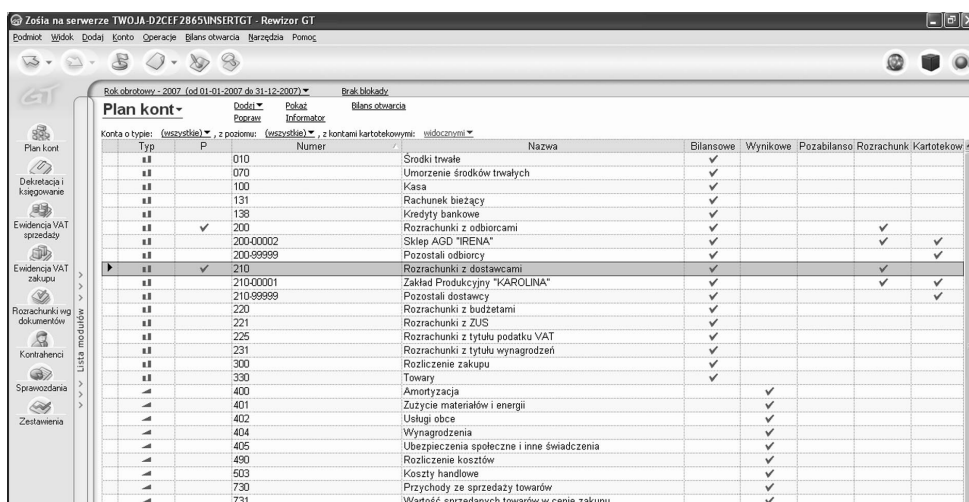 Zośia na serwerze TWOJA-D2CEF2865\INSERTGT - Rewizor GT
Podmiot Widok Dodaj Konto Operacje Bilans otwarcia Narzędzia Pomoc
GT
Rok obrotowy - 2007 (od 01-01-2007 do 31-12-2007) Brak blokady
Plan kont Dodaj Pokaż Bilans otwarcia
Popraw Informator
Konta o typie: (wszystkie) , z poziomu: (wszystkie) , z kontami kartotekowymi: widocznymi
Typ P Numer Nazwa Bilansowe Wynikowe Pozabilanso Rozrachunk Kartotekow
010 Środki trwałe
070 Umorzenie środków trwałych
100 Kasa
131 Rachunek bieżący
138 Kredyty bankowe
200 Rozrachunki z odbiorcami
200-00002 Sklep AGD "IRENA"
200-99999 Pozostali odbiorcy
210 Rozrachunki z dostawcami
210-00001 Zakład Produkcyjny "KAROLINA"
210-99999 Pozostali dostawcy
220 Rozrachunki z budżetami
221 Rozrachunki z ZUS
225 Rozrachunki z tytułu podatku VAT
231 Rozrachunki z tytułu wynagrodzeń
300 Rozliczenie zakupu
330 Towary
400 Amortyzacja
401 Zużycie materiałów i energii
402 Usługi obce
404 Wynagrodzenia
405 Ubezpieczenia społeczne i inne świadczenia
490 Rozliczenie kosztów
503 Koszty handlowe
730 Przychody ze sprzedaży towarów
731 Wartość sprzedanych towarów w cenie zakupu
Plan kont
Dekretacja i
księgowanie
Ewidencja VAT
sprzedaży
Ewidencja VAT
zakupu
Rozrachunki wg
dokumentów
Kontrahenci
Sprawozdania
Zestawienia
Lista modułów